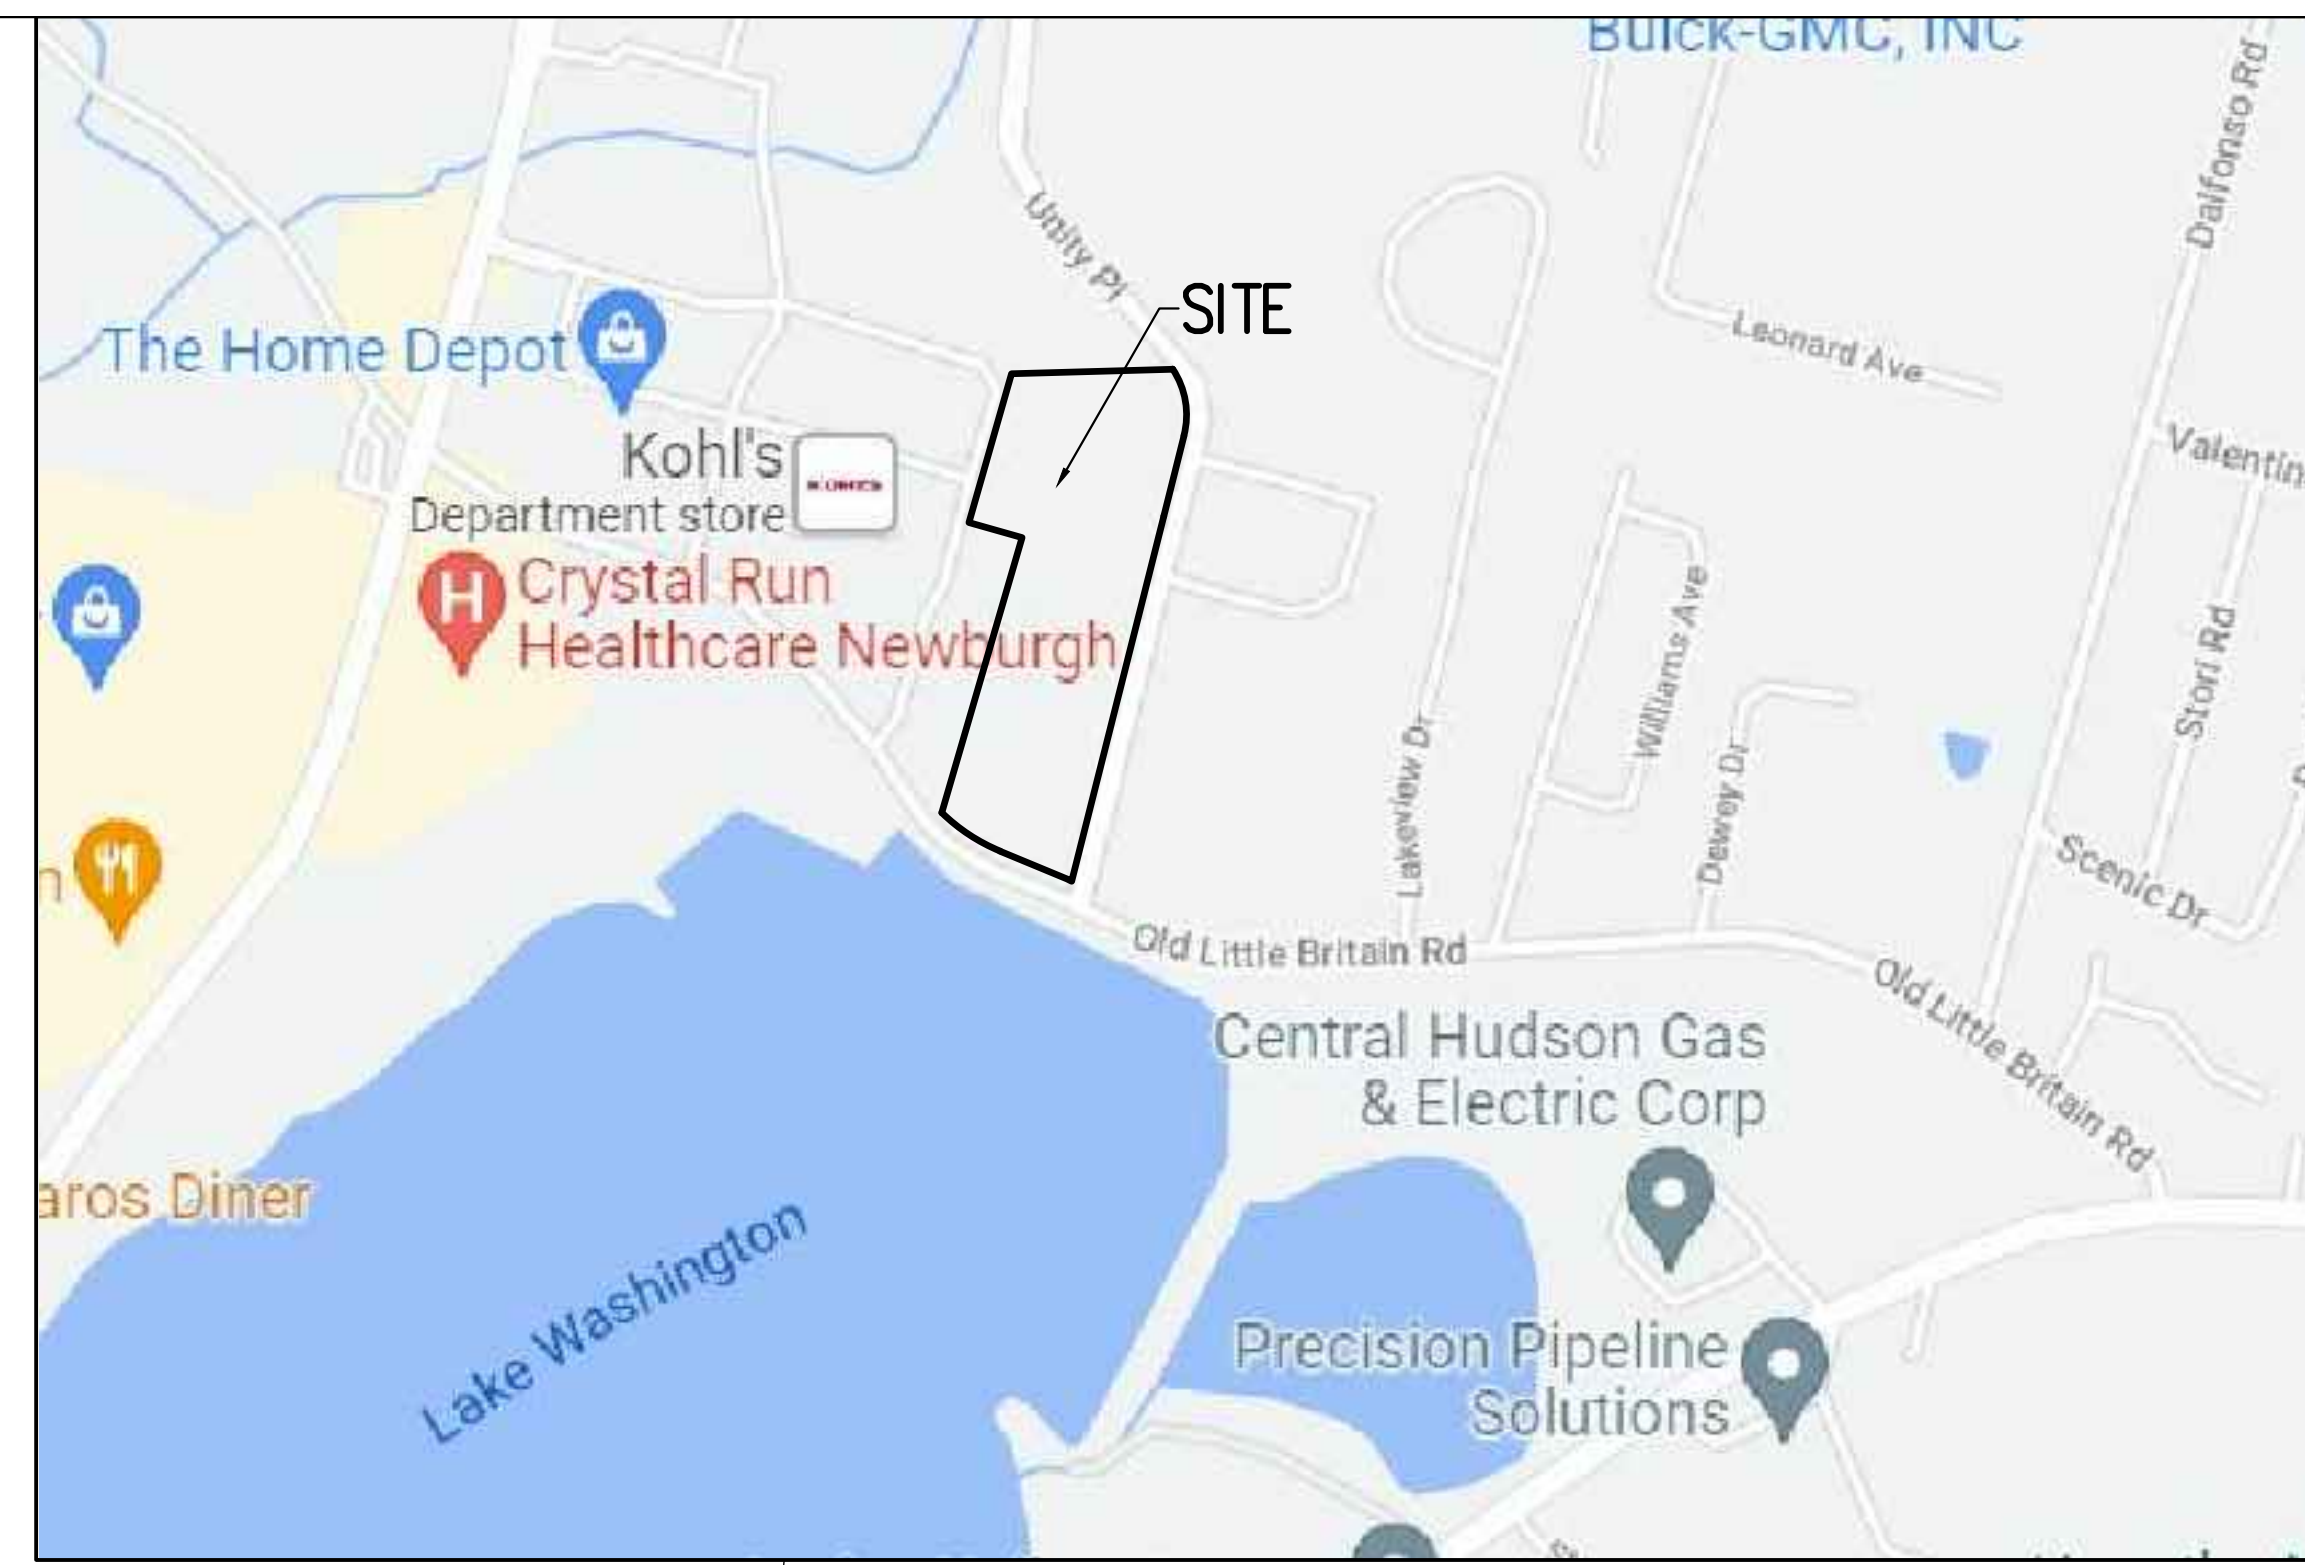 Buick-GMC, INC
Dalfonso Rd
Unity Pl
SITE
The Home Depot
Leonard Ave
Kohl's
Department store
KOHL'S
Crystal Run
Healthcare Newburgh
Williams Ave
Stori Rd
Lakeview Dr
Dewey Dr
Scenic Dr
Old Little Britain Rd
Old Little Britain Rd
Central Hudson Gas
& Electric Corp
aros Diner
Lake Washington
Precision Pipeline
Solutions